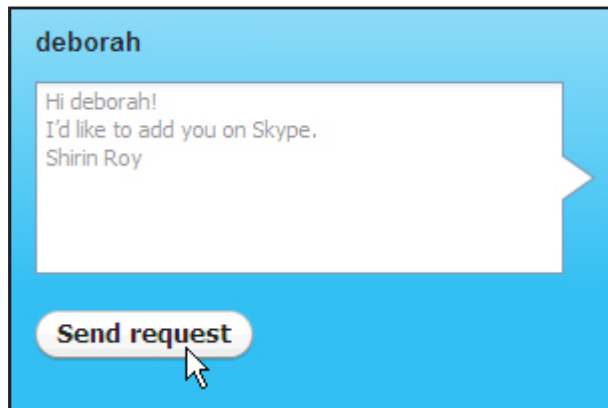 deborah
Hi deborah!
I'd like to add you on Skype.
Shirin Roy
Send request